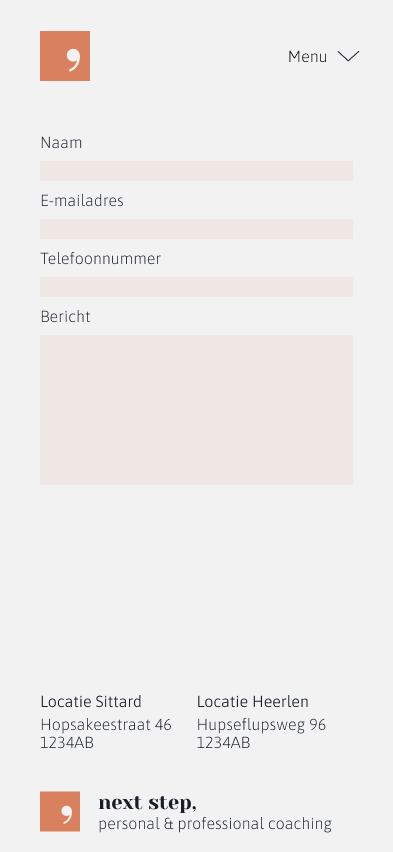 ,
Menu
Naam
E-mailadres
Telefoonnummer
Bericht
Locatie Sittard
Hopsakeestraat 46
1234AB
Locatie Heerlen
Hupseflupsweg 96
1234AB
,
next step,
personal & professional coaching